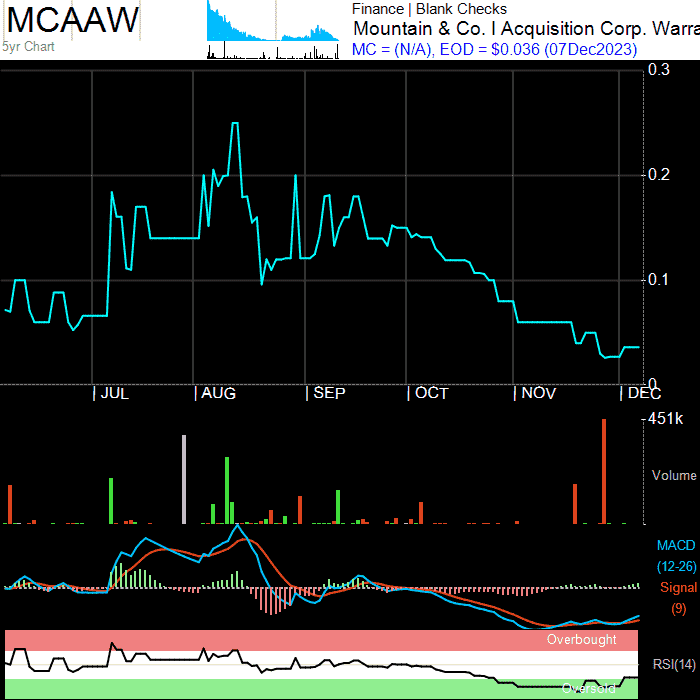 MCAAW
5yr Chart
Finance | Blank Checks
Mountain & Co. I Acquisition Corp. Warra
MC = (N/A), EOD = $0.036 (07Dec2023)
0.3
0.2
0.1
0
JUL
AUG
SEP
OCT
NOV
DEC
451k
Volume
MACD
(12-26)
Signal
(9)
Overbought
RSI(14)
Oversold